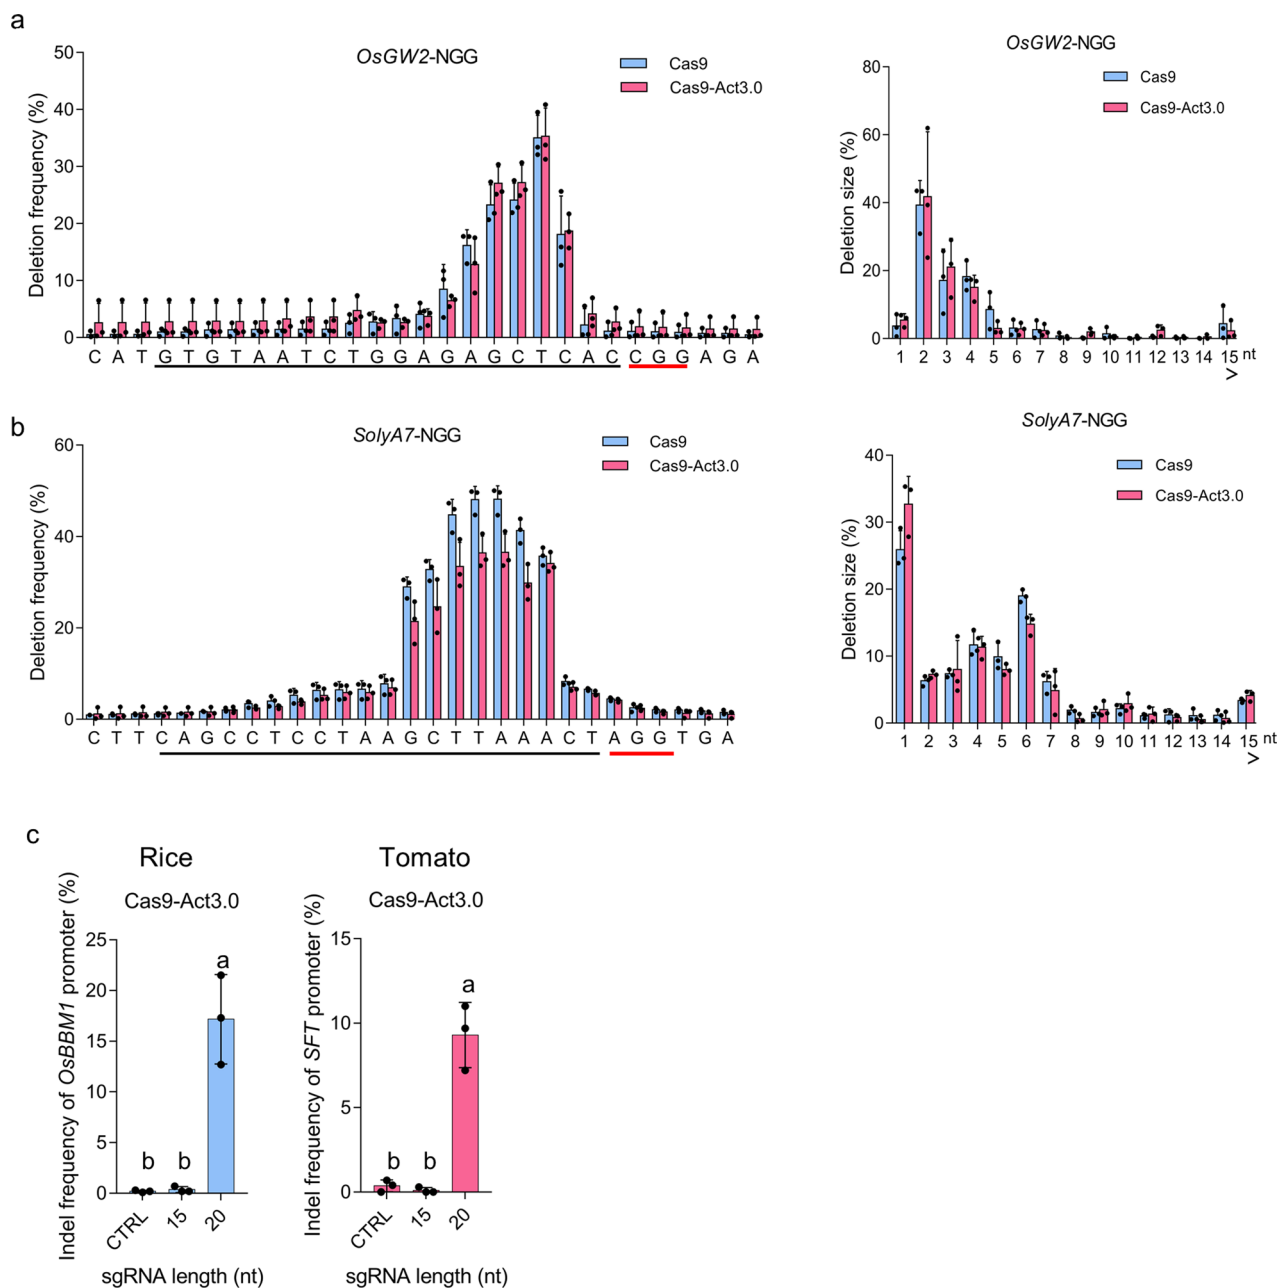 a
OsGW2-NGG
Cas9
Cas9-Act3.0
Deletion frequency (%)
50
40
30
20
10
0
C A T G T G T A A T C T G G A G A G C T C A C C G G A G A
OsGW2-NGG
Cas9
Cas9-Act3.0
Deletion size (%)
80
60
40
20
0
1 2 3 4 5 6 7 8 9 10 11 12 13 14 15 nt
>
b
SolyA7-NGG
Cas9
Cas9-Act3.0
Deletion frequency (%)
60
40
20
0
C T T C A G C C T C C T A A G C T T A A A C T A G G T G A
SolyA7-NGG
Cas9
Cas9-Act3.0
Deletion size (%)
40
30
20
10
0
1 2 3 4 5 6 7 8 9 10 11 12 13 14 15 nt
>
c
Rice
Cas9-Act3.0
Indel frequency of OsBBM1 promoter (%)
25
20
15
10
5
0
b b a
CTRL 15 20
sgRNA length (nt)
Tomato
Cas9-Act3.0
Indel frequency of SFT promoter (%)
15
10
5
0
b b a
CTRL 15 20
sgRNA length (nt)